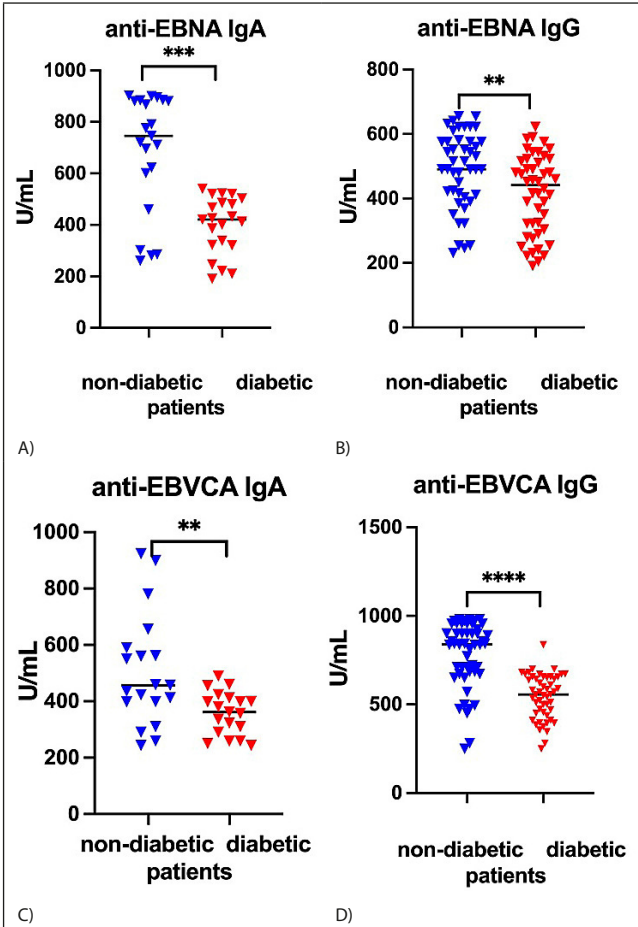 anti-EBNA IgA
***
1000
800
600
400
200
0
U/mL
non-diabetic diabetic
patients
A)
anti-EBNA IgG
**
800
600
400
200
0
U/mL
non-diabetic diabetic
patients
B)
anti-EBVCA IgA
**
1000
800
600
400
200
0
U/mL
non-diabetic diabetic
patients
C)
anti-EBVCA IgG
****
1500
1000
500
0
U/mL
non-diabetic diabetic
patients
D)